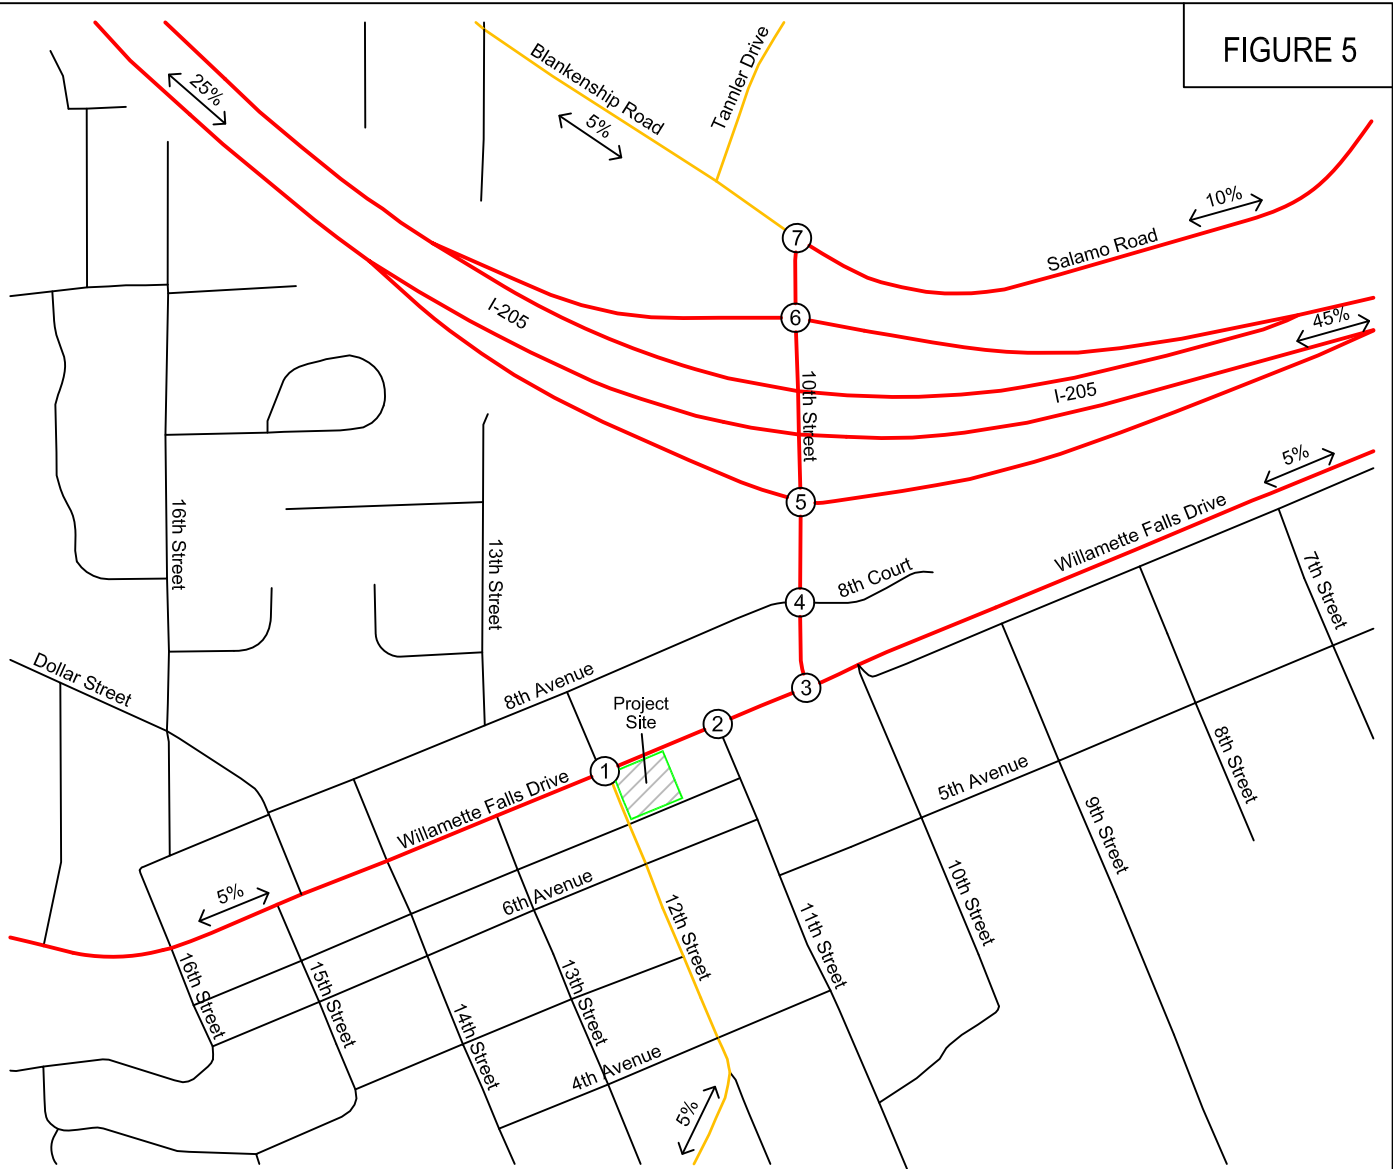 FIGURE 5
25%
Blankenship Road
5%
Tannler Drive
7
Salamo Road
10%
I-205
6
45%
10th Street
I-205
5
5%
16th Street
13th Street
4
8th Court
Willamette Falls Drive
7th Street
Dollar Street
8th Avenue
Project
Site
3
2
1
Willamette Falls Drive
5th Avenue
8th Street
9th Street
5%
6th Avenue
12th Street
11th Street
10th Street
16th Street
15th Street
14th Street
13th Street
4th Avenue
5%